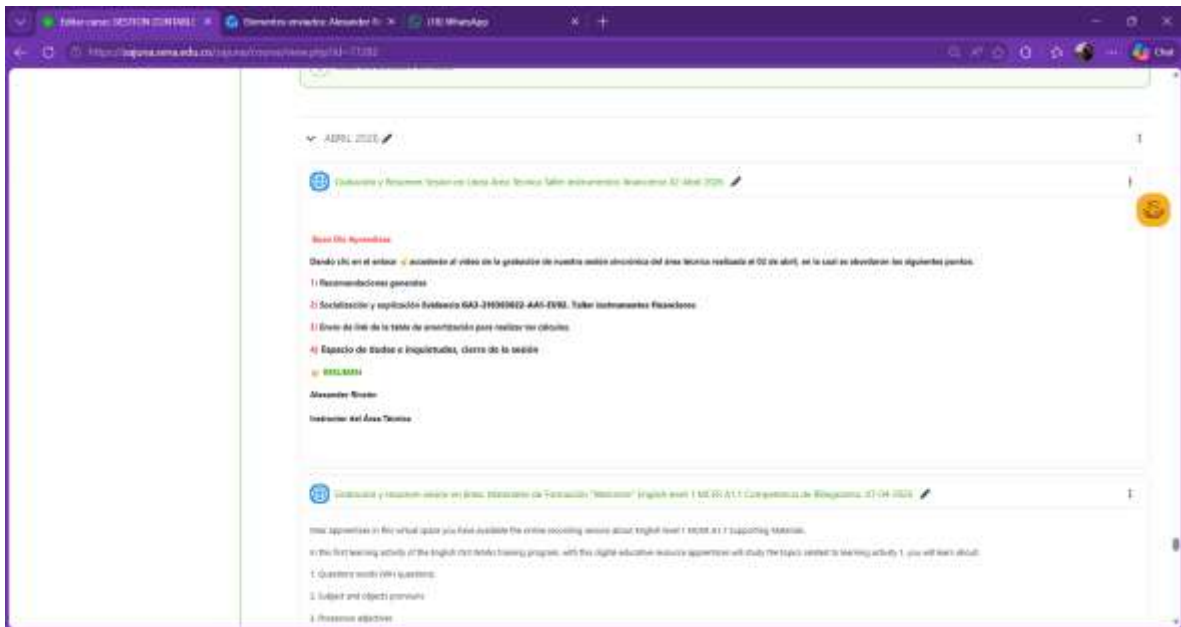 Editar curso: GESTION CONTABLE
Elementos enviados: Alexander Ri
(18) WhatsApp
https://zajuna.sena.edu.co/zajuna/course/view.php?id=
Chat
ABRIL 2026
Grabación y Resumen Sesión en Línea Área Técnica Taller instrumentos financieros 02 Abril 2026
Buen Día Aprendices
Dando clic en el enlace accederán al video de la grabación de nuestra sesión sincrónica del área técnica realizada el 02 de abril, en la cual se abordaron los siguientes puntos:
1) Recomendaciones generales
2) Socialización y explicación Evidencia GA3-210303022-AA1-EV02. Taller instrumentos financieros
3) Envío de link de la tabla de amortización para realizar los cálculos
4) Espacio de dudas e inquietudes, cierre de la sesión
RESUMEN
Alexander Rincón
Instructor del Área Técnica
Grabación y resumen sesión en línea: Materiales de Formación "Welcome" English level 1 MCER A1.1 Competencia de Bilingüismo. 07-04-2026
Dear apprentices in this virtual space you have available the online recording session about English level 1 MCER A1.1 Supporting Materials.
In this first learning activity of the English Dot Works training program, with this digital educative resource apprentices will study the topics related to learning activity 1. you will learn about:
1. Questions words (WH questions)
2. Subject and objects pronouns
3. Possessive adjectives